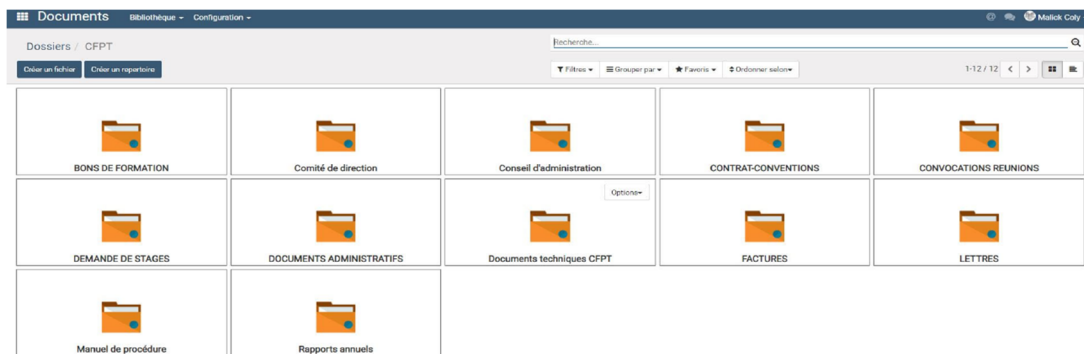 Documents Bibliothèque Configuration Malick Coly
Dossiers / CFPT Recherche...
Créer un fichier Créer un repertoire Filtres Grouper par Favoris Ordonner selon 1-12 / 12
BONS DE FORMATION Comité de direction Conseil d'administration CONTRAT-CONVENTIONS CONVOCATIONS REUNIONS
Options
DEMANDE DE STAGES DOCUMENTS ADMINISTRATIFS Documents techniques CFPT FACTURES LETTRES
Manuel de procédure Rapports annuels